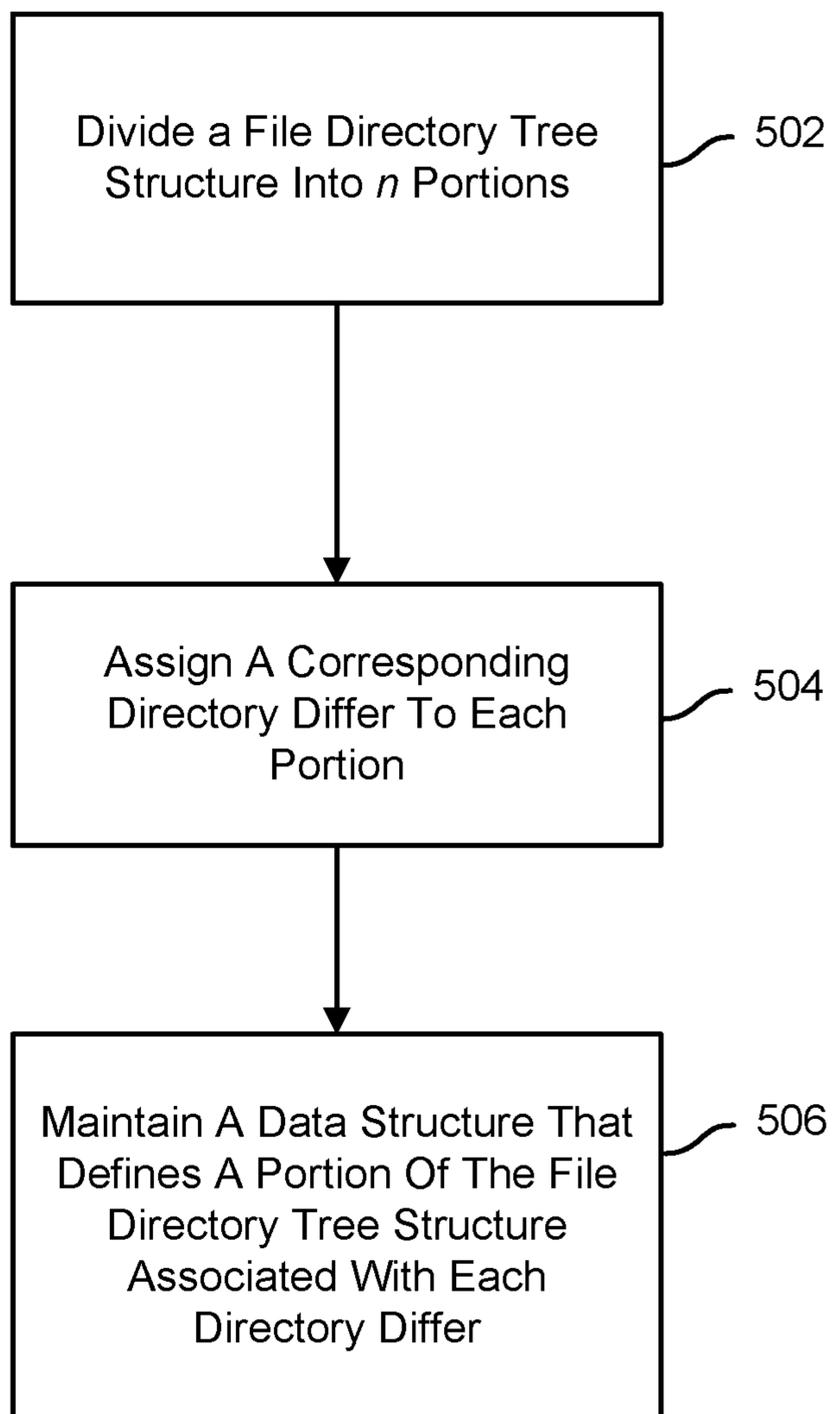 Divide a File Directory Tree
Structure Into n Portions
502
Assign A Corresponding
Directory Differ To Each
Portion
504
Maintain A Data Structure That
Defines A Portion Of The File
Directory Tree Structure
Associated With Each
Directory Differ
506